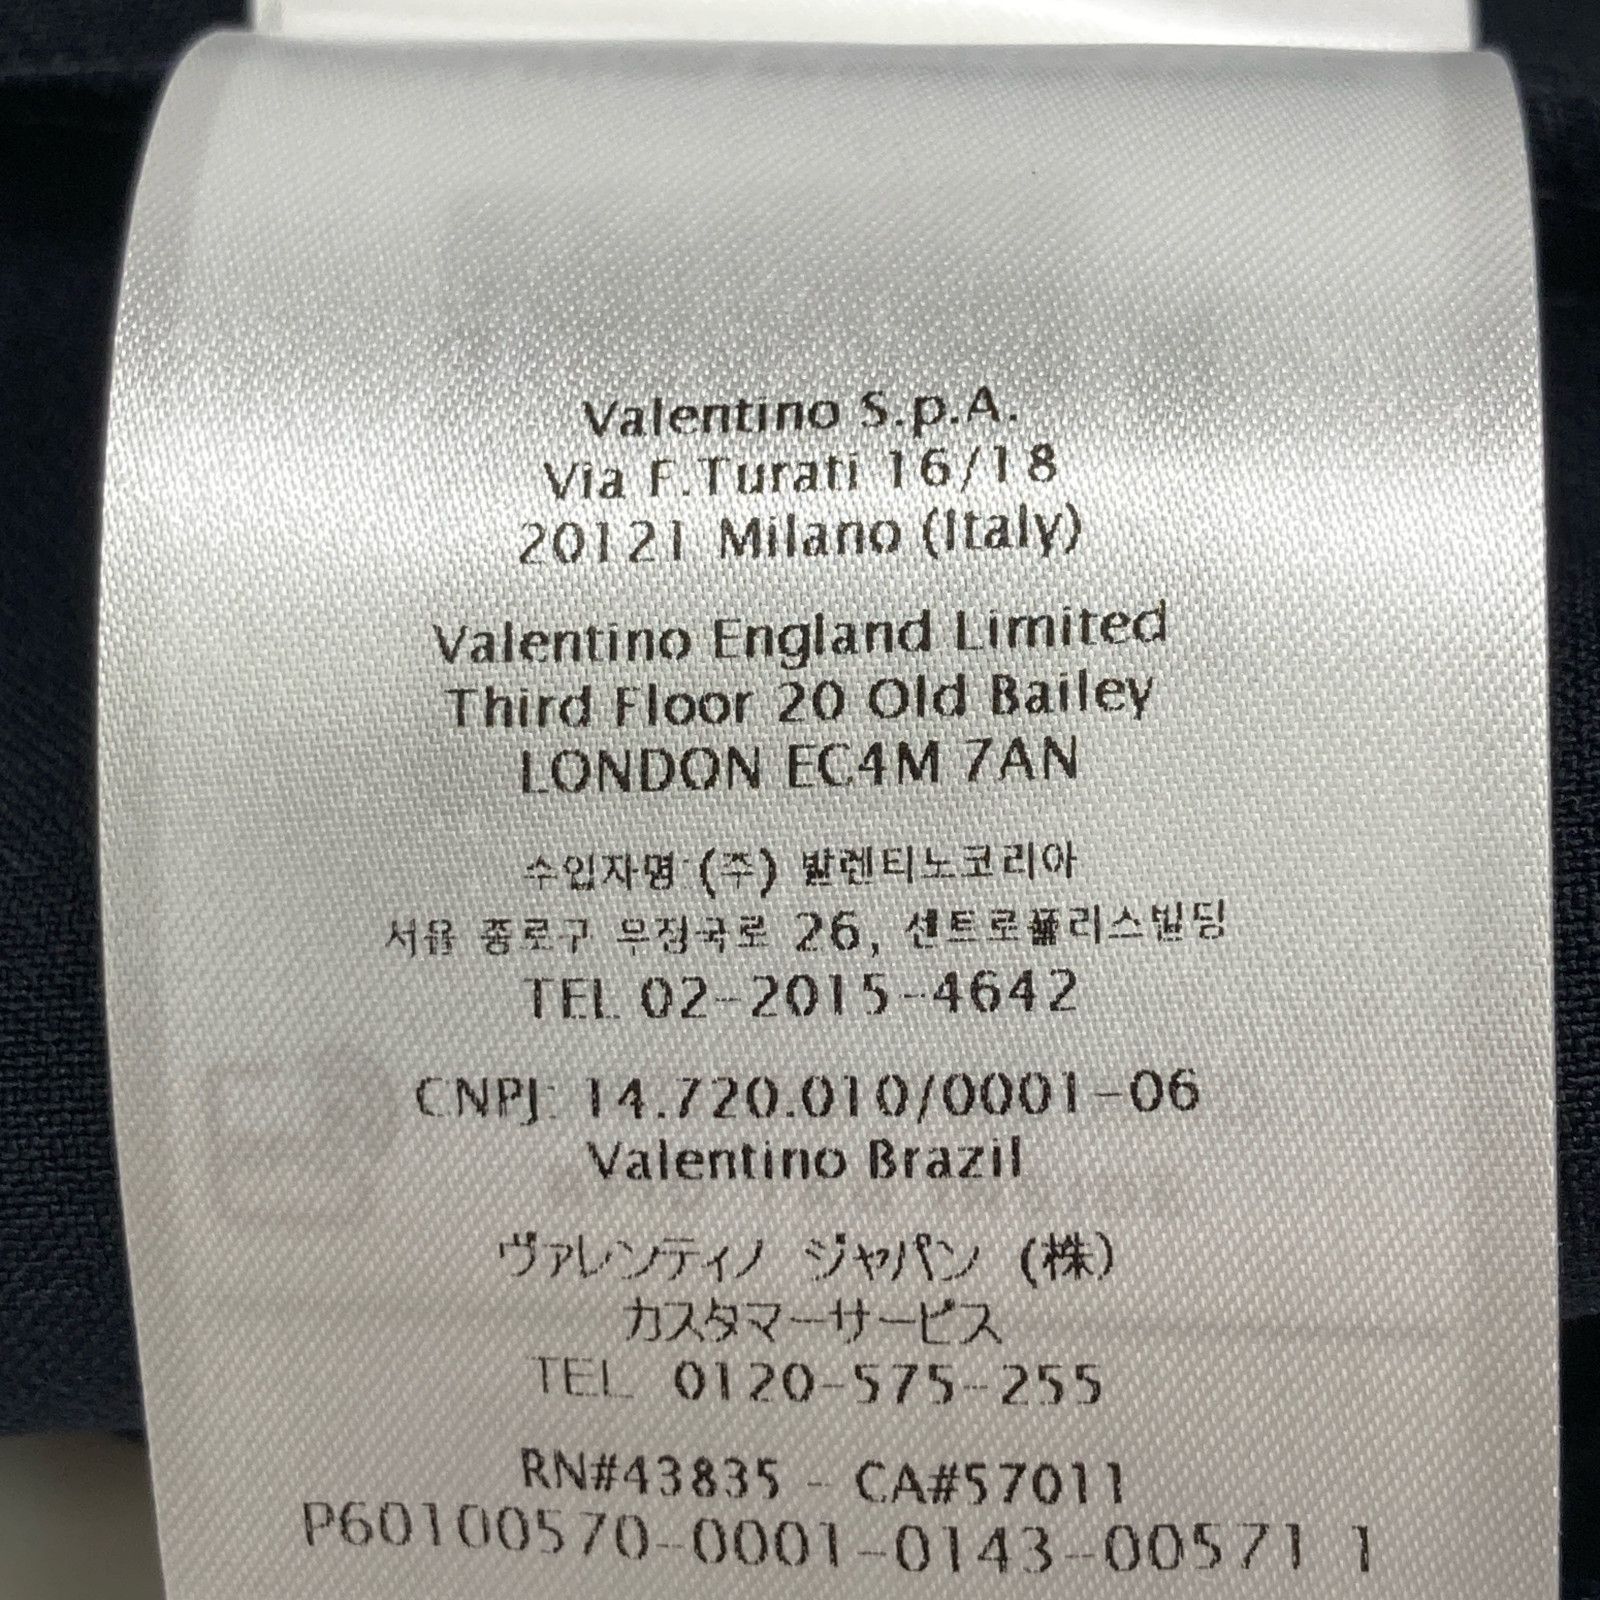 Valentino S.p.A.
Via F.Turati 16/18
20121 Milano (Italy)
Valentino England Limited
Third Floor 20 Old Bailey
LONDON EC4M 7AN
수입자명:(주) 발렌티노코리아
서울 종로구 우정국로 26, 센트로폴리스빌딩
TEL 02-2015-4642
CNPJ: 14.720.010/0001-06
Valentino Brazil
ヴァレンティノ ジャパン (株)
カスタマーサービス
TEL 0120-575-255
RN#43835 - CA#57011
P60100570-0001-0143-00571 1